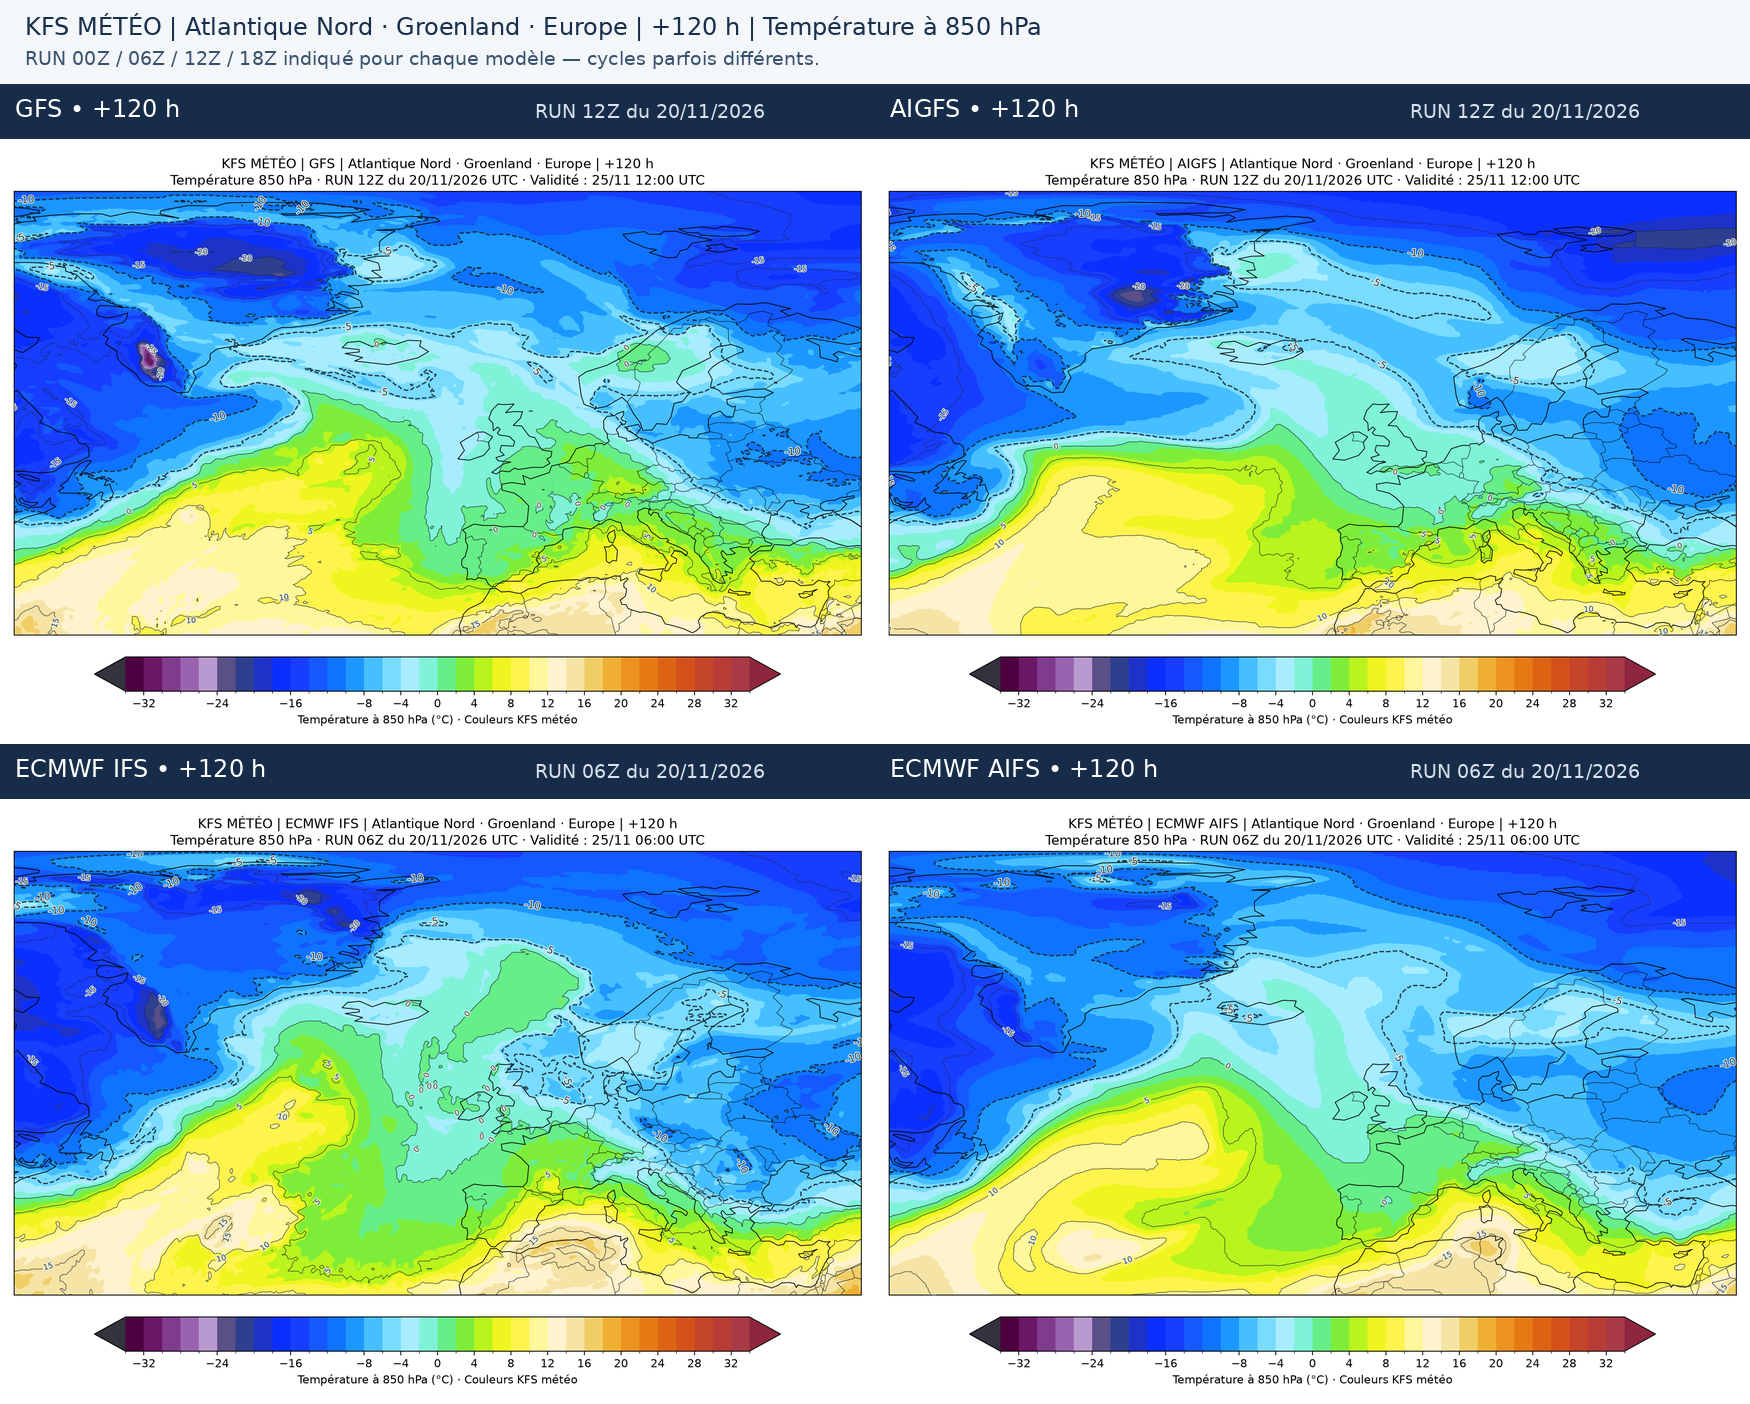 KFS MÉTÉO | Atlantique Nord · Groenland · Europe | +120 h | Température à 850 hPa
RUN 00Z / 06Z / 12Z / 18Z indiqué pour chaque modèle — cycles parfois différents.
GFS • +120 h
RUN 12Z du 20/11/2026
AIGFS • +120 h
RUN 12Z du 20/11/2026
KFS MÉTÉO | GFS | Atlantique Nord · Groenland · Europe | +120 h
Température 850 hPa · RUN 12Z du 20/11/2026 UTC · Validité : 25/11 12:00 UTC
KFS MÉTÉO | AIGFS | Atlantique Nord · Groenland · Europe | +120 h
Température 850 hPa · RUN 12Z du 20/11/2026 UTC · Validité : 25/11 12:00 UTC
−32 −24 −16 −8 −4 0 4 8 12 16 20 24 28 32
Température à 850 hPa (°C) · Couleurs KFS météo
−32 −24 −16 −8 −4 0 4 8 12 16 20 24 28 32
Température à 850 hPa (°C) · Couleurs KFS météo
ECMWF IFS • +120 h
RUN 06Z du 20/11/2026
ECMWF AIFS • +120 h
RUN 06Z du 20/11/2026
KFS MÉTÉO | ECMWF IFS | Atlantique Nord · Groenland · Europe | +120 h
Température 850 hPa · RUN 06Z du 20/11/2026 UTC · Validité : 25/11 06:00 UTC
KFS MÉTÉO | ECMWF AIFS | Atlantique Nord · Groenland · Europe | +120 h
Température 850 hPa · RUN 06Z du 20/11/2026 UTC · Validité : 25/11 06:00 UTC
−32 −24 −16 −8 −4 0 4 8 12 16 20 24 28 32
Température à 850 hPa (°C) · Couleurs KFS météo
−32 −24 −16 −8 −4 0 4 8 12 16 20 24 28 32
Température à 850 hPa (°C) · Couleurs KFS météo